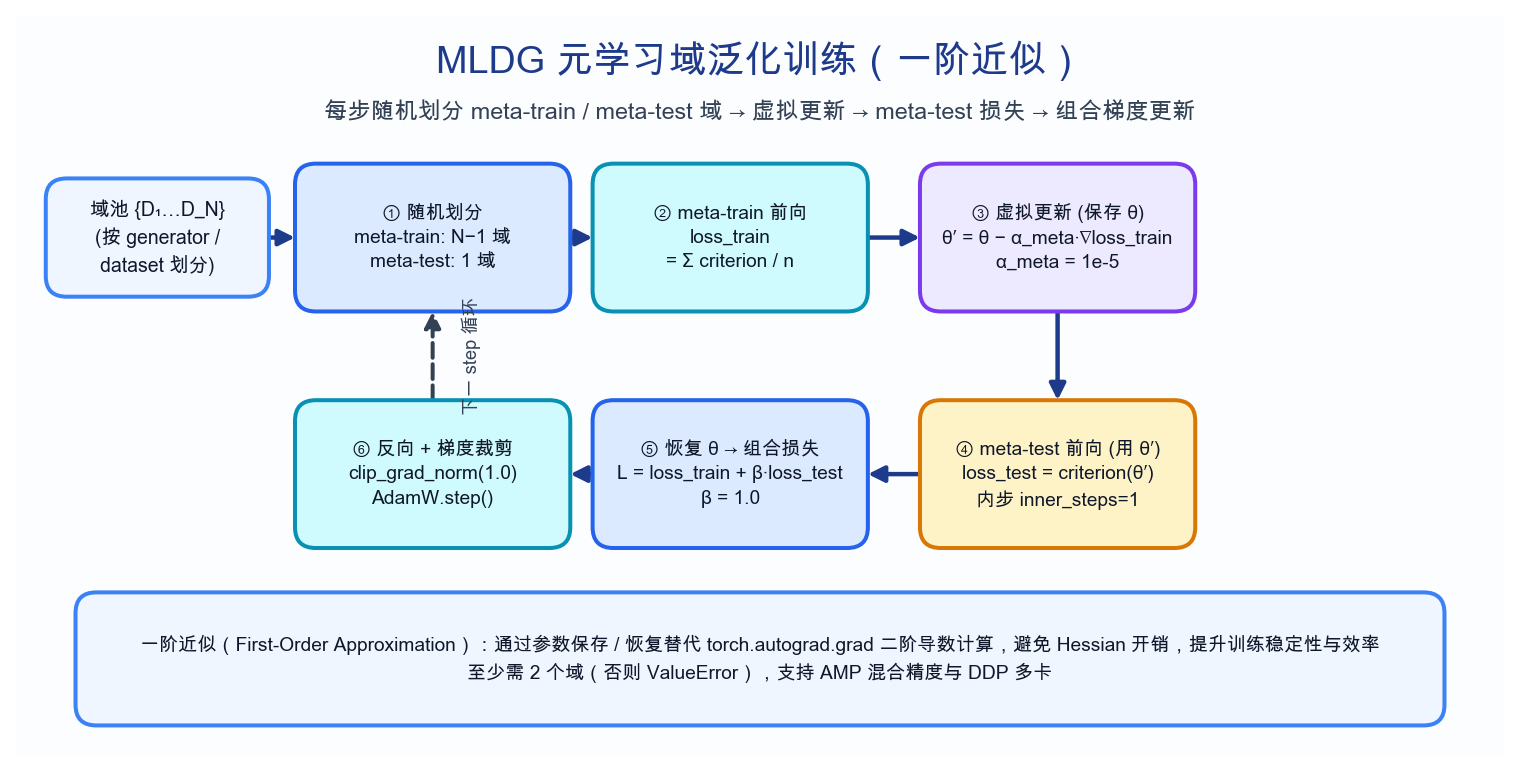 MLDG 元学习域泛化训练（一阶近似）
每步随机划分 meta-train / meta-test 域 → 虚拟更新 → meta-test 损失 → 组合梯度更新
域池 {D₁…D_N}
(按 generator /
dataset 划分)
① 随机划分
meta-train: N−1 域
meta-test: 1 域
② meta-train 前向
loss_train
= Σ criterion / n
③ 虚拟更新 (保存 θ)
θ′ = θ − α_meta·∇loss_train
α_meta = 1e-5
下一 step 循环
⑥ 反向 + 梯度裁剪
clip_grad_norm(1.0)
AdamW.step()
⑤ 恢复 θ → 组合损失
L = loss_train + β·loss_test
β = 1.0
④ meta-test 前向 (用 θ′)
loss_test = criterion(θ′)
内步 inner_steps=1
一阶近似（First-Order Approximation）：通过参数保存 / 恢复替代 torch.autograd.grad 二阶导数计算，避免 Hessian 开销，提升训练稳定性与效率
至少需 2 个域（否则 ValueError），支持 AMP 混合精度与 DDP 多卡